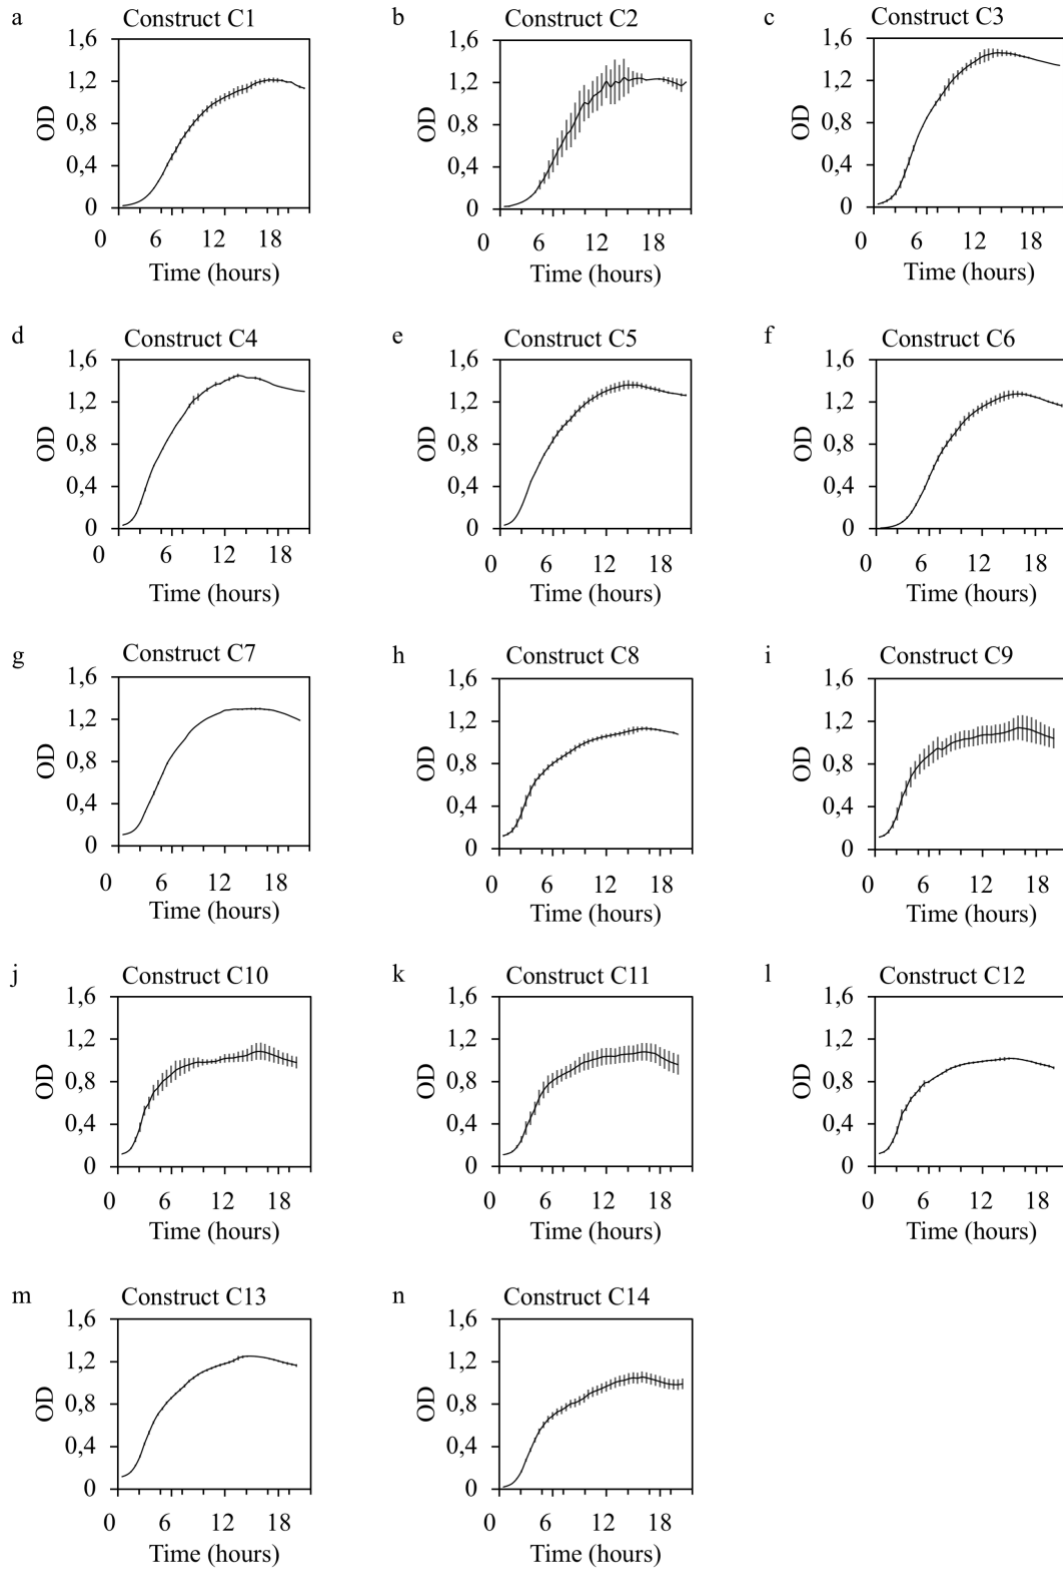 a Construct C1
1,6
1,2
0,8
0,4
0
OD
0 6 12 18
Time (hours)
b Construct C2
1,6
1,2
0,8
0,4
0
OD
0 6 12 18
Time (hours)
c Construct C3
1,6
1,2
0,8
0,4
0
OD
0 6 12 18
Time (hours)
d Construct C4
1,6
1,2
0,8
0,4
0
OD
0 6 12 18
Time (hours)
e Construct C5
1,6
1,2
0,8
0,4
0
OD
0 6 12 18
Time (hours)
f Construct C6
1,6
1,2
0,8
0,4
0
OD
0 6 12 18
Time (hours)
g Construct C7
1,6
1,2
0,8
0,4
0
OD
0 6 12 18
Time (hours)
h Construct C8
1,6
1,2
0,8
0,4
0
OD
0 6 12 18
Time (hours)
i Construct C9
1,6
1,2
0,8
0,4
0
OD
0 6 12 18
Time (hours)
j Construct C10
1,6
1,2
0,8
0,4
0
OD
0 6 12 18
Time (hours)
k Construct C11
1,6
1,2
0,8
0,4
0
OD
0 6 12 18
Time (hours)
l Construct C12
1,6
1,2
0,8
0,4
0
OD
0 6 12 18
Time (hours)
m Construct C13
1,6
1,2
0,8
0,4
0
OD
0 6 12 18
Time (hours)
n Construct C14
1,6
1,2
0,8
0,4
0
OD
0 6 12 18
Time (hours)